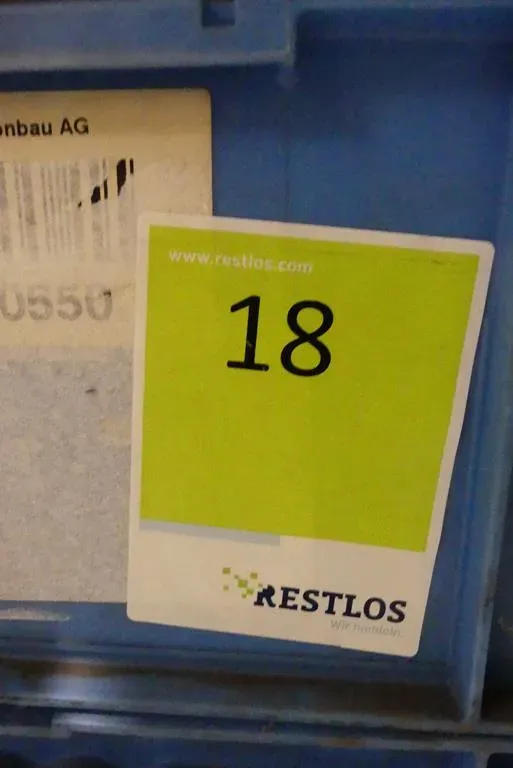 onbau AG
0550
www.restlos.com
18
RESTLOS
Wir handeln.